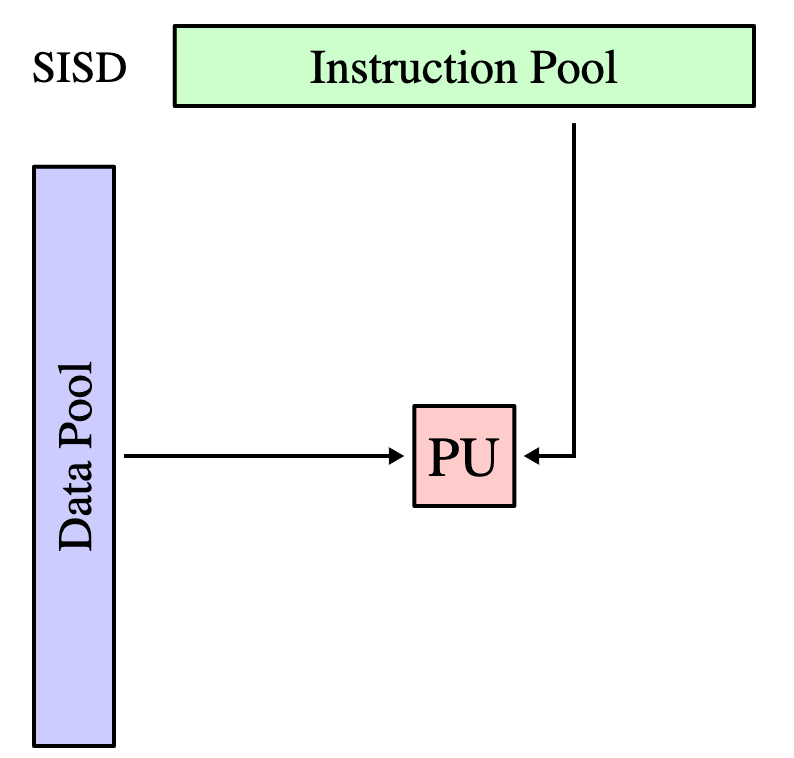 SISD
Instruction Pool
Data Pool
PU